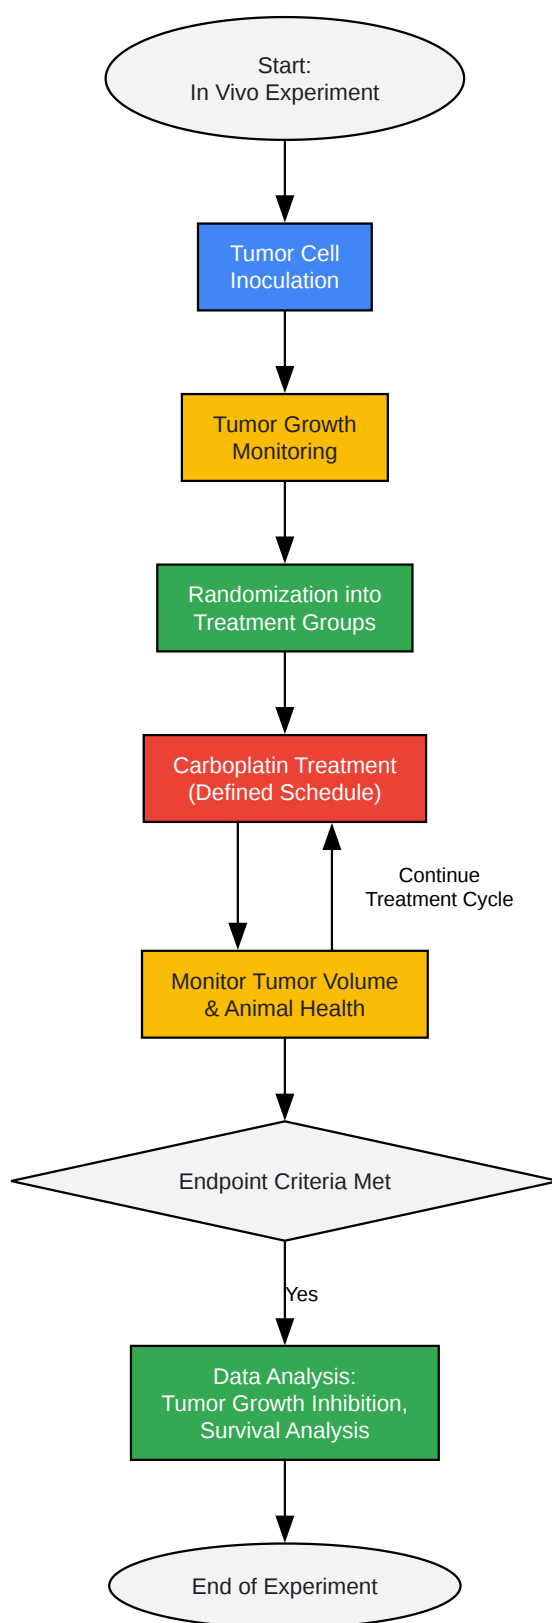 Start:
In Vivo Experiment
Tumor Cell
Inoculation
Tumor Growth
Monitoring
Randomization into
Treatment Groups
Carboplatin Treatment
(Defined Schedule)
Continue
Treatment Cycle
Monitor Tumor Volume
& Animal Health
Endpoint Criteria Met
Yes
Data Analysis:
Tumor Growth Inhibition,
Survival Analysis
End of Experiment